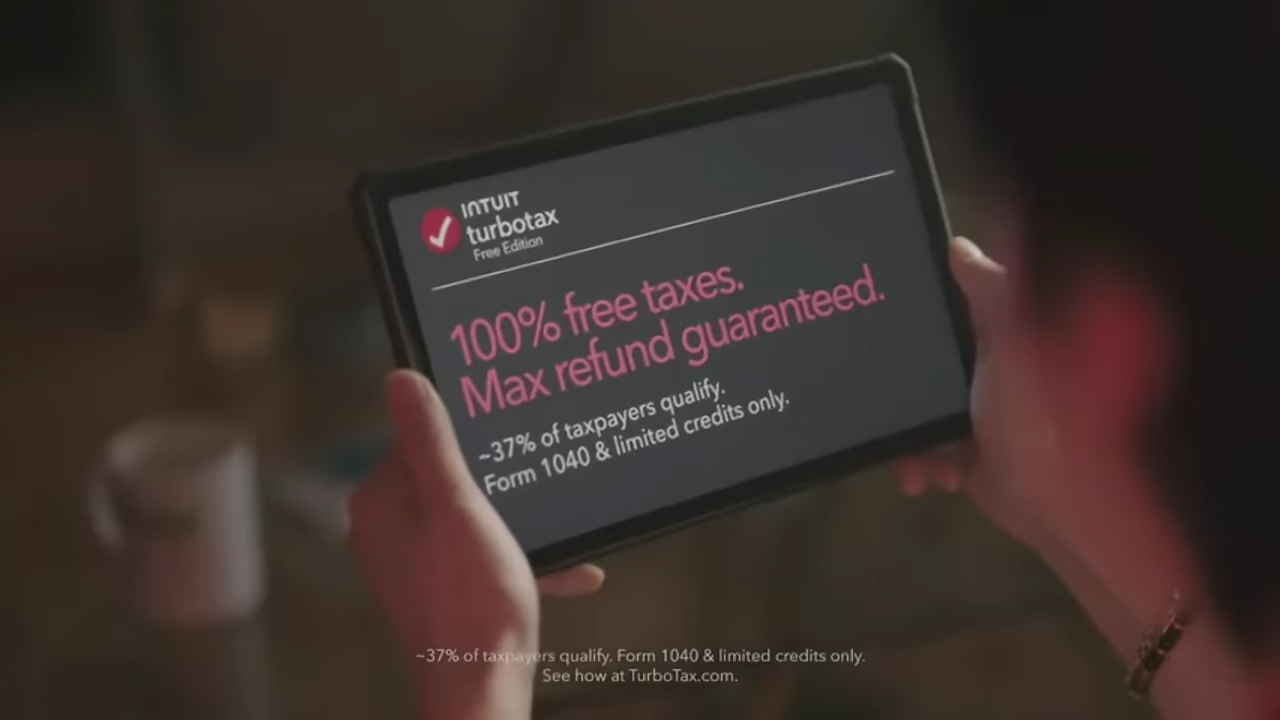 INTUIT
turbotax
Free Edition
100% free taxes.
Max refund guaranteed.
~37% of taxpayers qualify.
Form 1040 & limited credits only.
~37% of taxpayers qualify. Form 1040 & limited credits only.
See how at TurboTax.com.